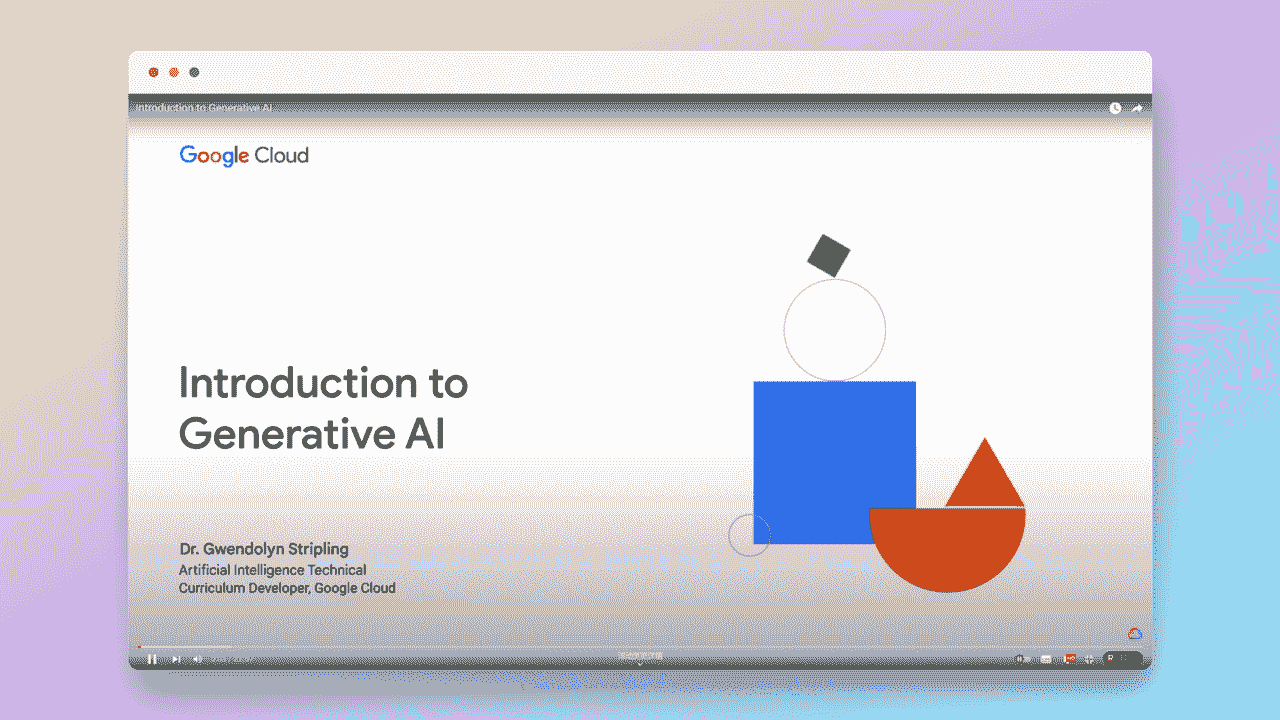 Introduction to Generative AI
Google Cloud
Introduction to
Generative AI
Dr. Gwendolyn Stripling
Artificial Intelligence Technical
Curriculum Developer, Google Cloud